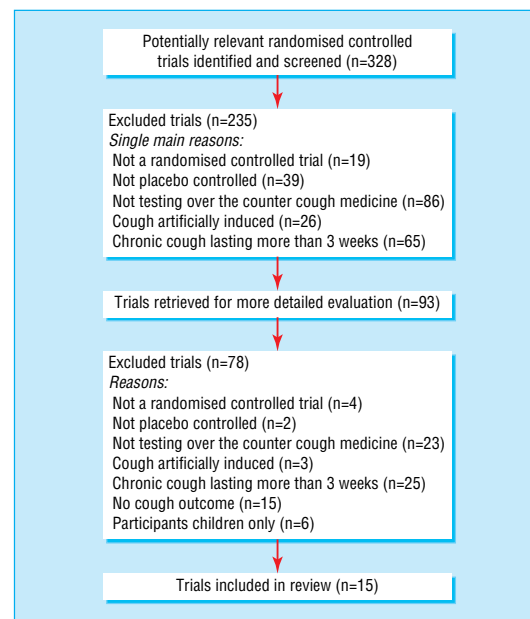 Potentially relevant randomised controlled
trials identified and screened (n=328)
Excluded trials (n=235)
Single main reasons:
Not a randomised controlled trial (n=19)
Not placebo controlled (n=39)
Not testing over the counter cough medicine (n=86)
Cough artificially induced (n=26)
Chronic cough lasting more than 3 weeks (n=65)
Trials retrieved for more detailed evaluation (n=93)
Excluded trials (n=78)
Reasons:
Not a randomised controlled trial (n=4)
Not placebo controlled (n=2)
Not testing over the counter cough medicine (n=23)
Cough artificially induced (n=3)
Chronic cough lasting more than 3 weeks (n=25)
No cough outcome (n=15)
Participants children only (n=6)
Trials included in review (n=15)